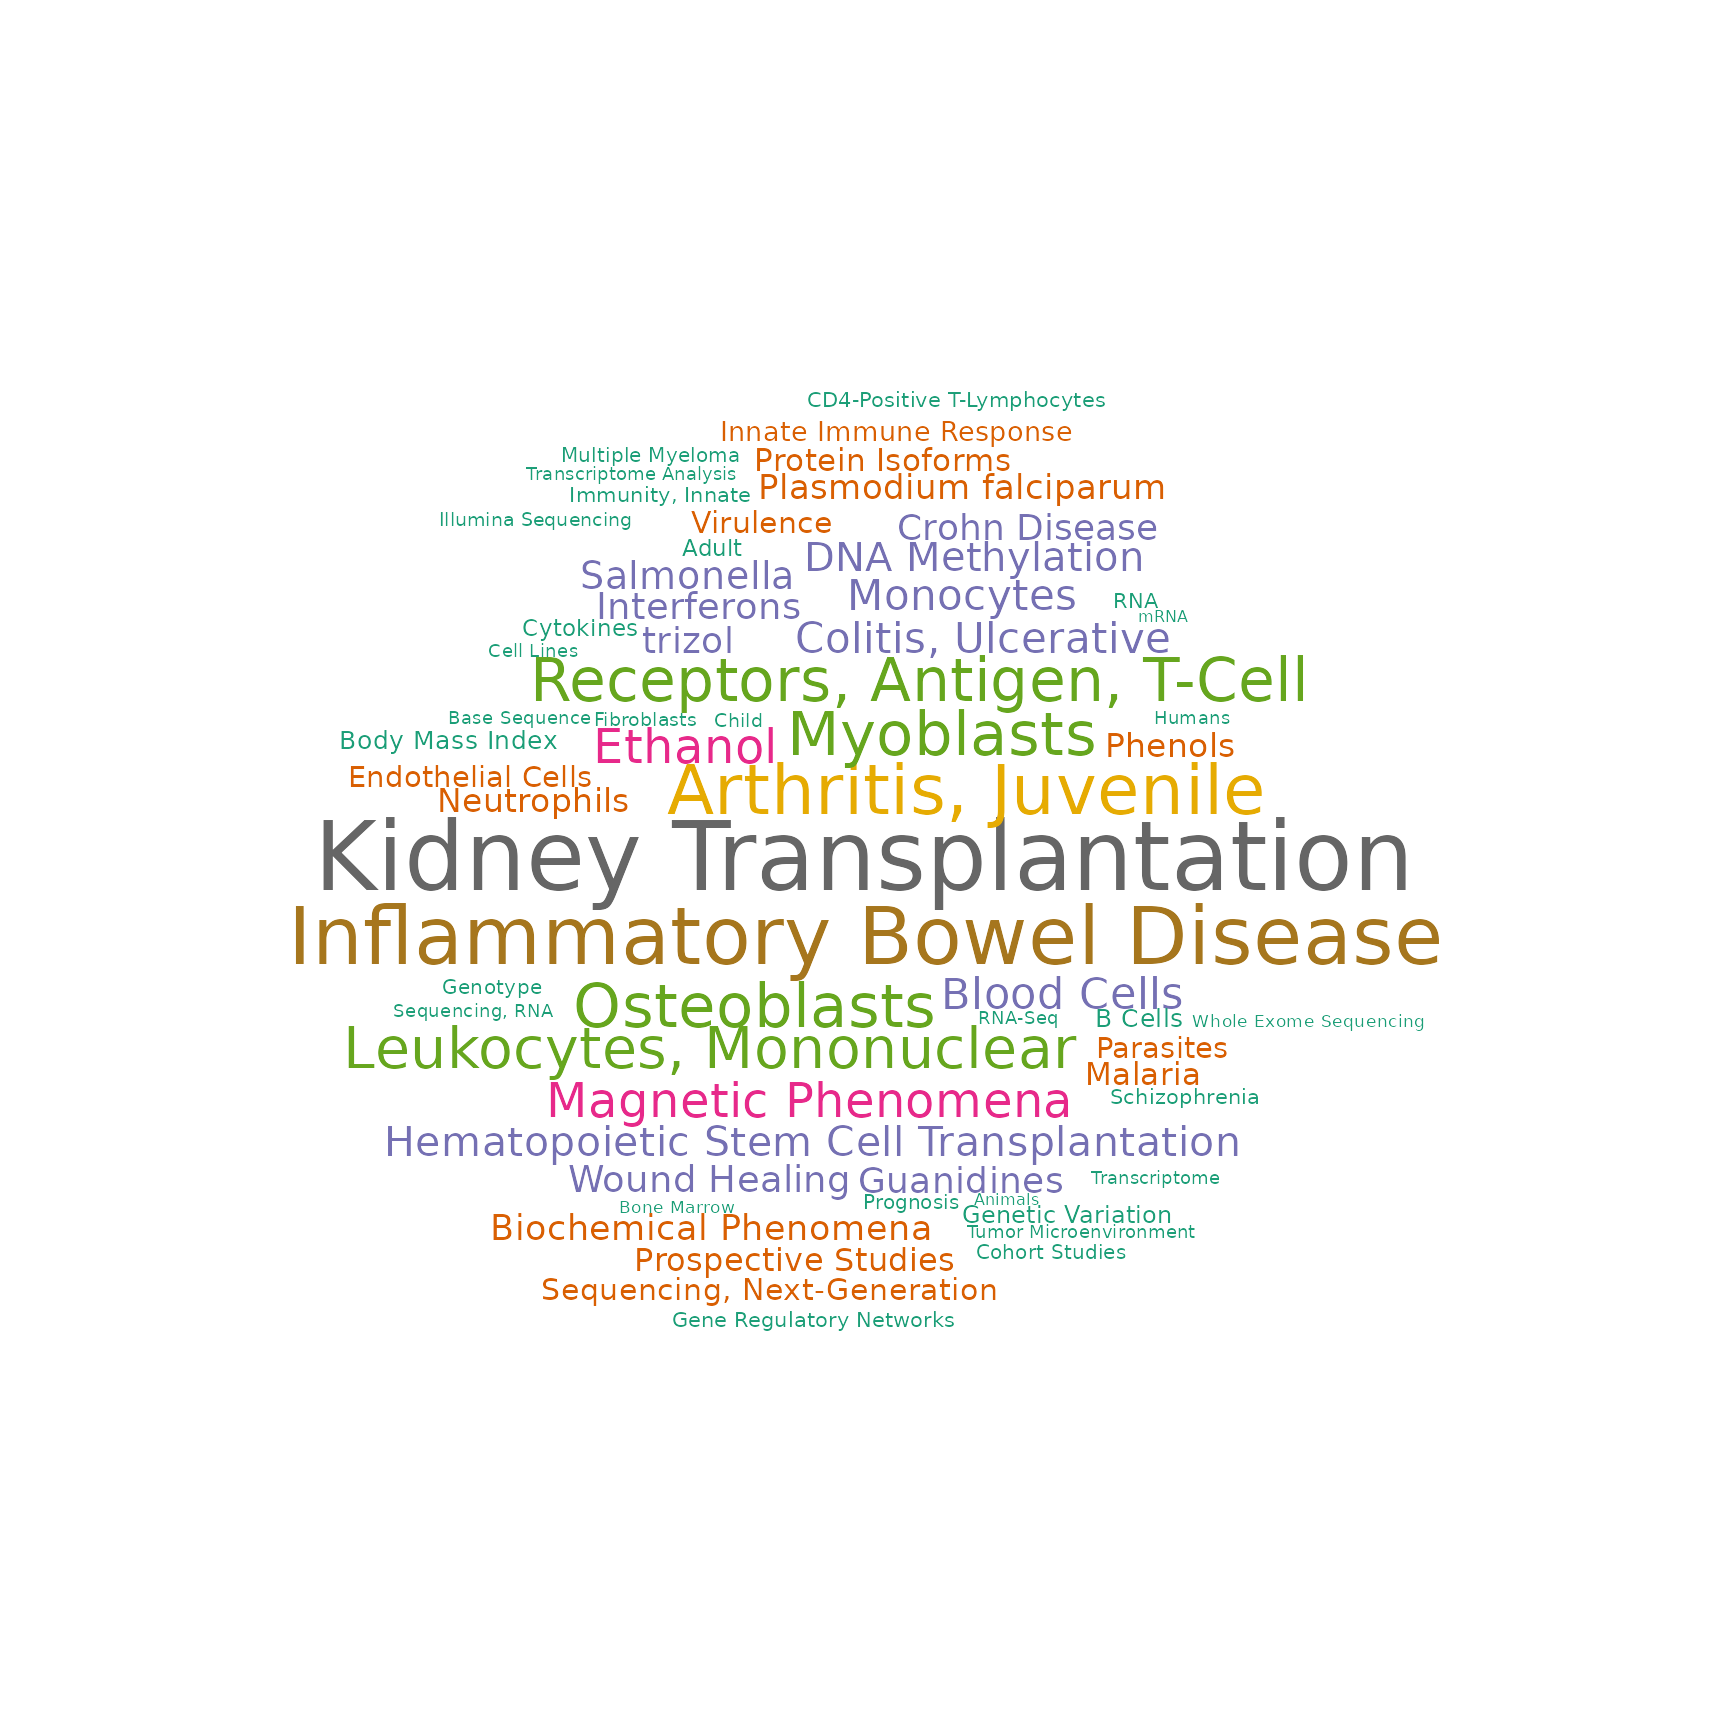 CD4-Positive T-Lymphocytes
Innate Immune Response
Multiple Myeloma
Protein Isoforms
Transcriptome Analysis
Plasmodium falciparum
Immunity, Innate
Illumina Sequencing
Virulence
Crohn Disease
Adult
DNA Methylation
Salmonella
Monocytes
Interferons
RNA
mRNA
Cytokines
trizol
Colitis, Ulcerative
Cell Lines
Receptors, Antigen, T-Cell
Base Sequence
Fibroblasts
Child
Myoblasts
Humans
Body Mass Index
Ethanol
Phenols
Endothelial Cells
Arthritis, Juvenile
Neutrophils
Kidney Transplantation
Inflammatory Bowel Disease
Genotype
Osteoblasts
Blood Cells
Sequencing, RNA
RNA-Seq
B Cells
Whole Exome Sequencing
Leukocytes, Mononuclear
Parasites
Malaria
Magnetic Phenomena
Schizophrenia
Hematopoietic Stem Cell Transplantation
Wound Healing
Guanidines
Transcriptome
Bone Marrow
Prognosis
Animals
Genetic Variation
Biochemical Phenomena
Tumor Microenvironment
Prospective Studies
Cohort Studies
Sequencing, Next-Generation
Gene Regulatory Networks